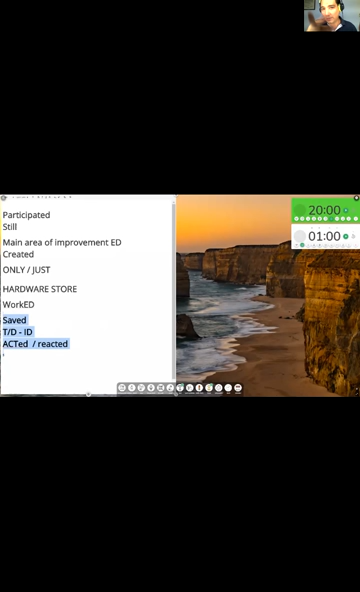 Participated
Still
Main area of improvement ED
Created
ONLY / JUST
HARDWARE STORE
WorkED
Saved
T/D - ID
ACTed / reacted
20:00
01:00